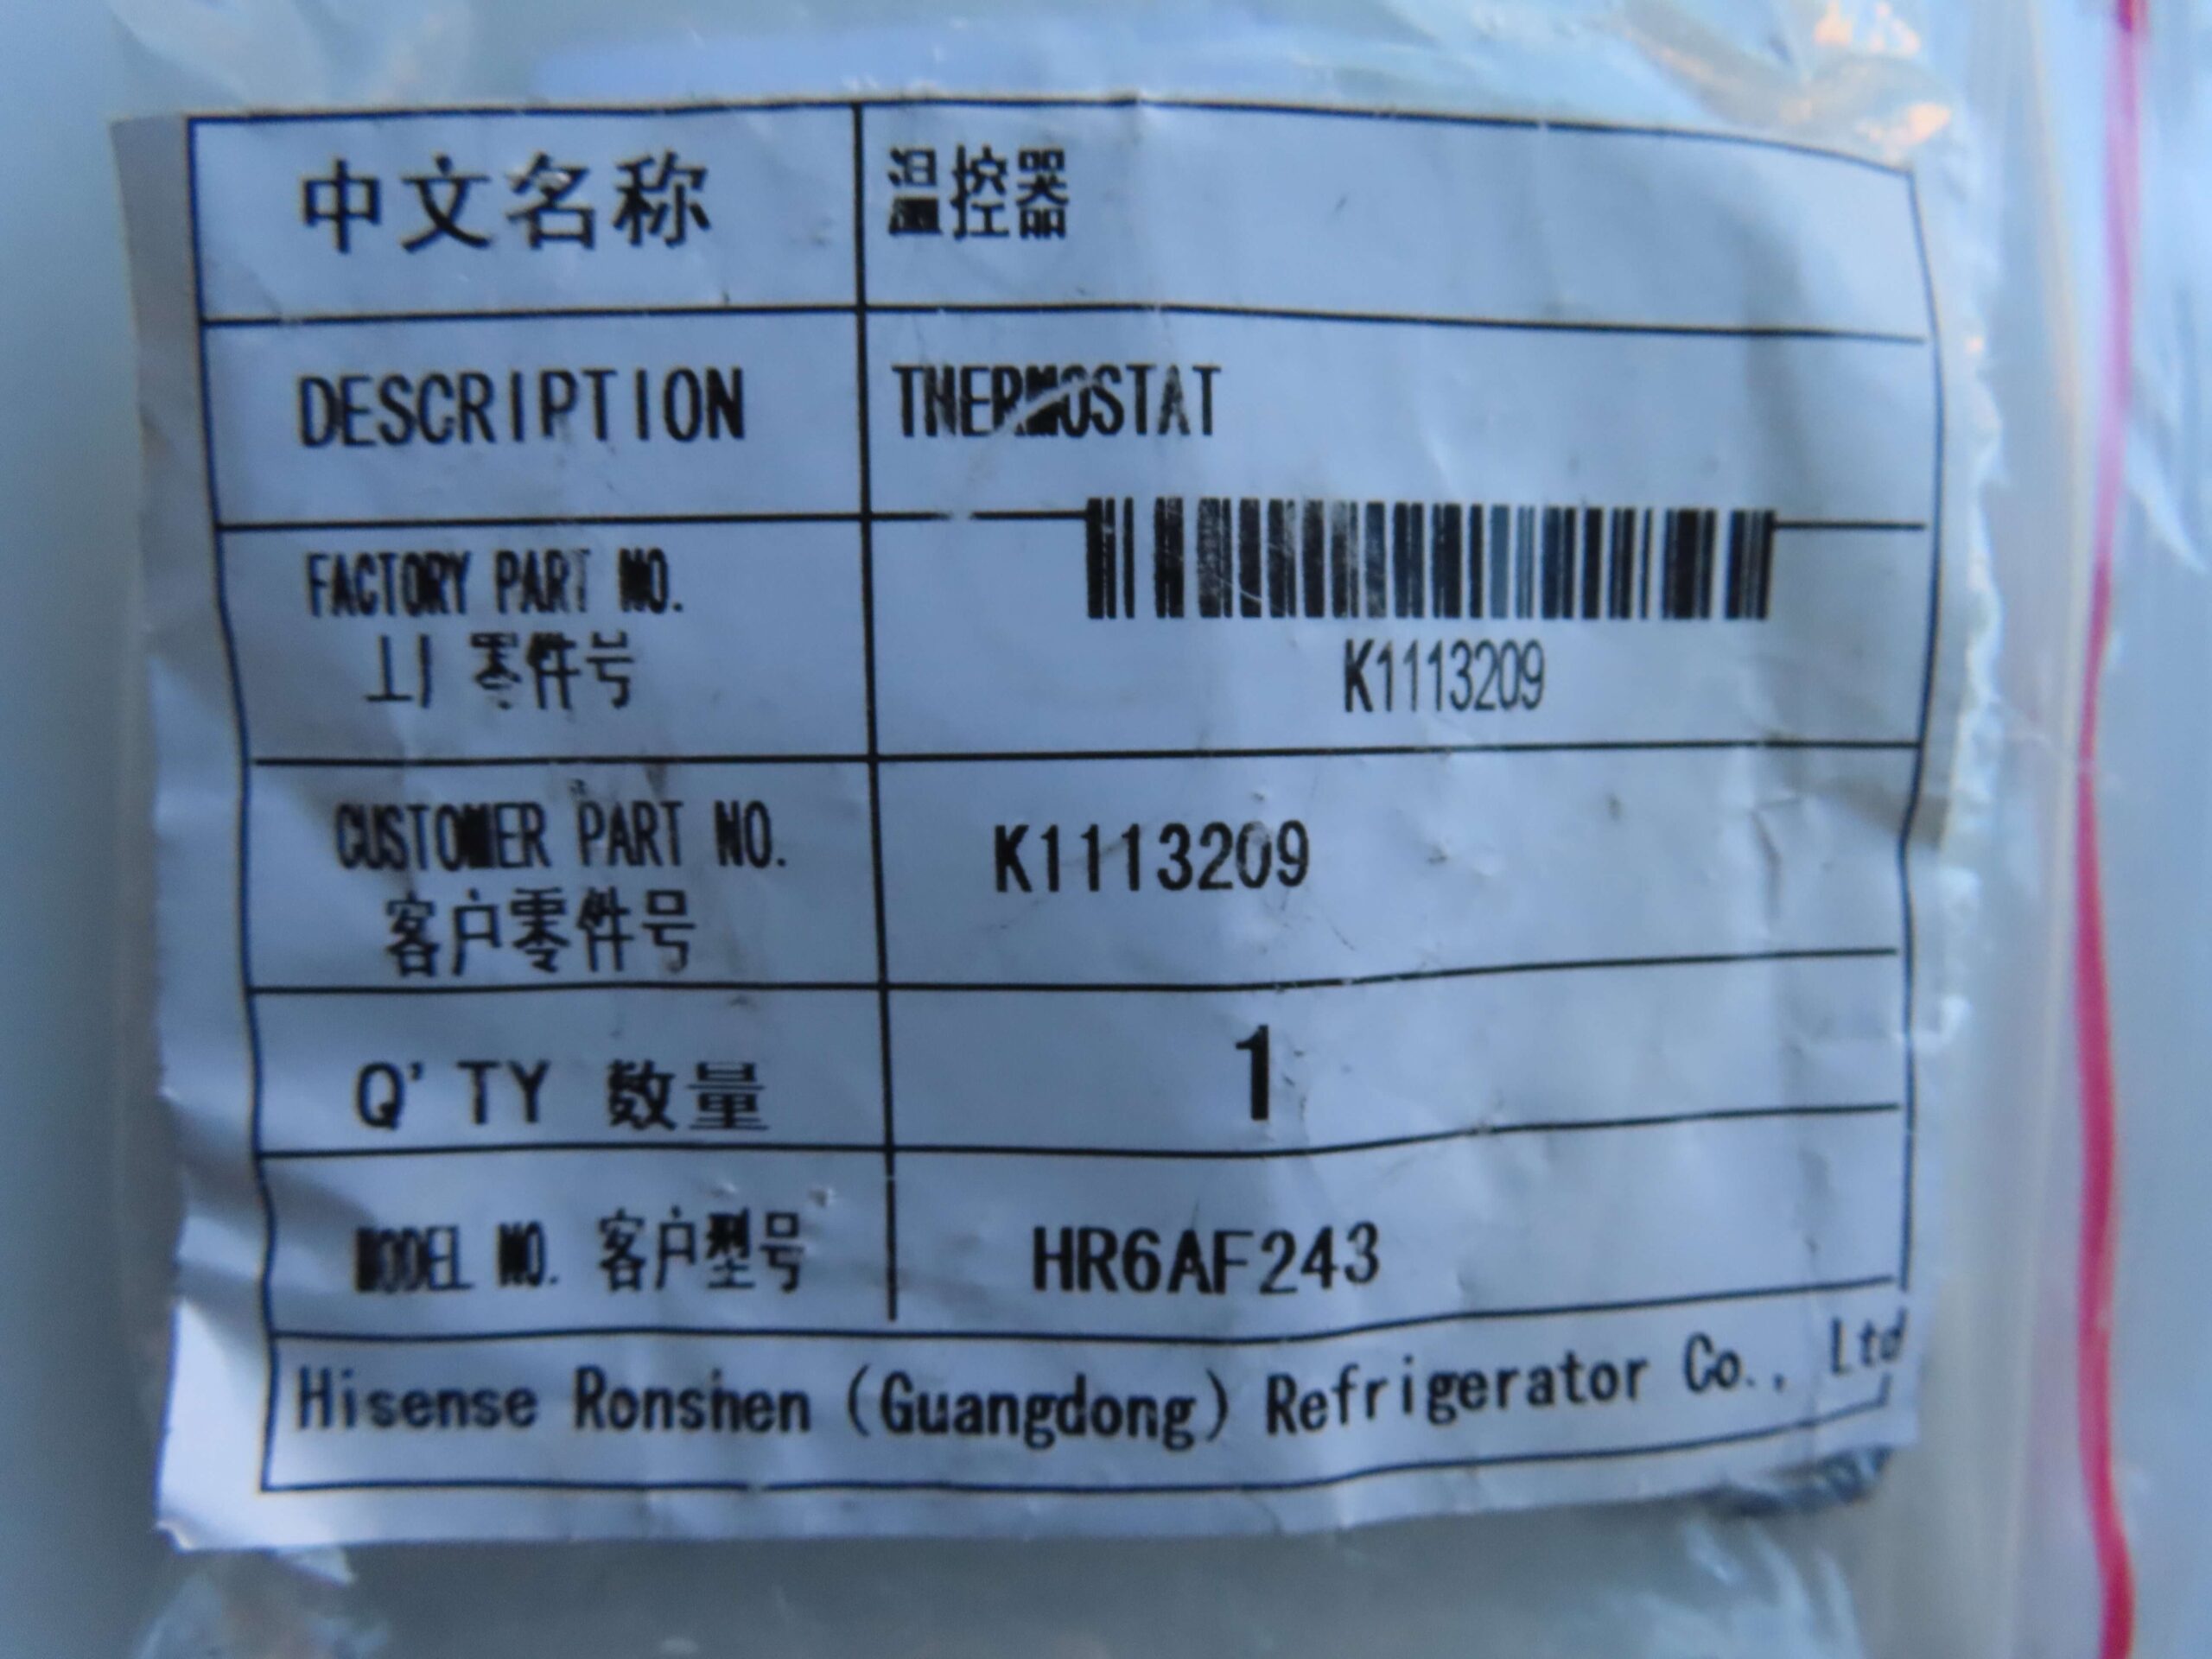 中文名称 温控器
DESCRIPTION THERMOSTAT
FACTORY PART NO.
工厂零件号
K1113209
CUSTOMER PART NO.
客户零件号
K1113209
Q'TY 数量 1
MODEL NO. 客户型号 HR6AF243
Hisense Ronshen (Guangdong) Refrigerator Co., Ltd